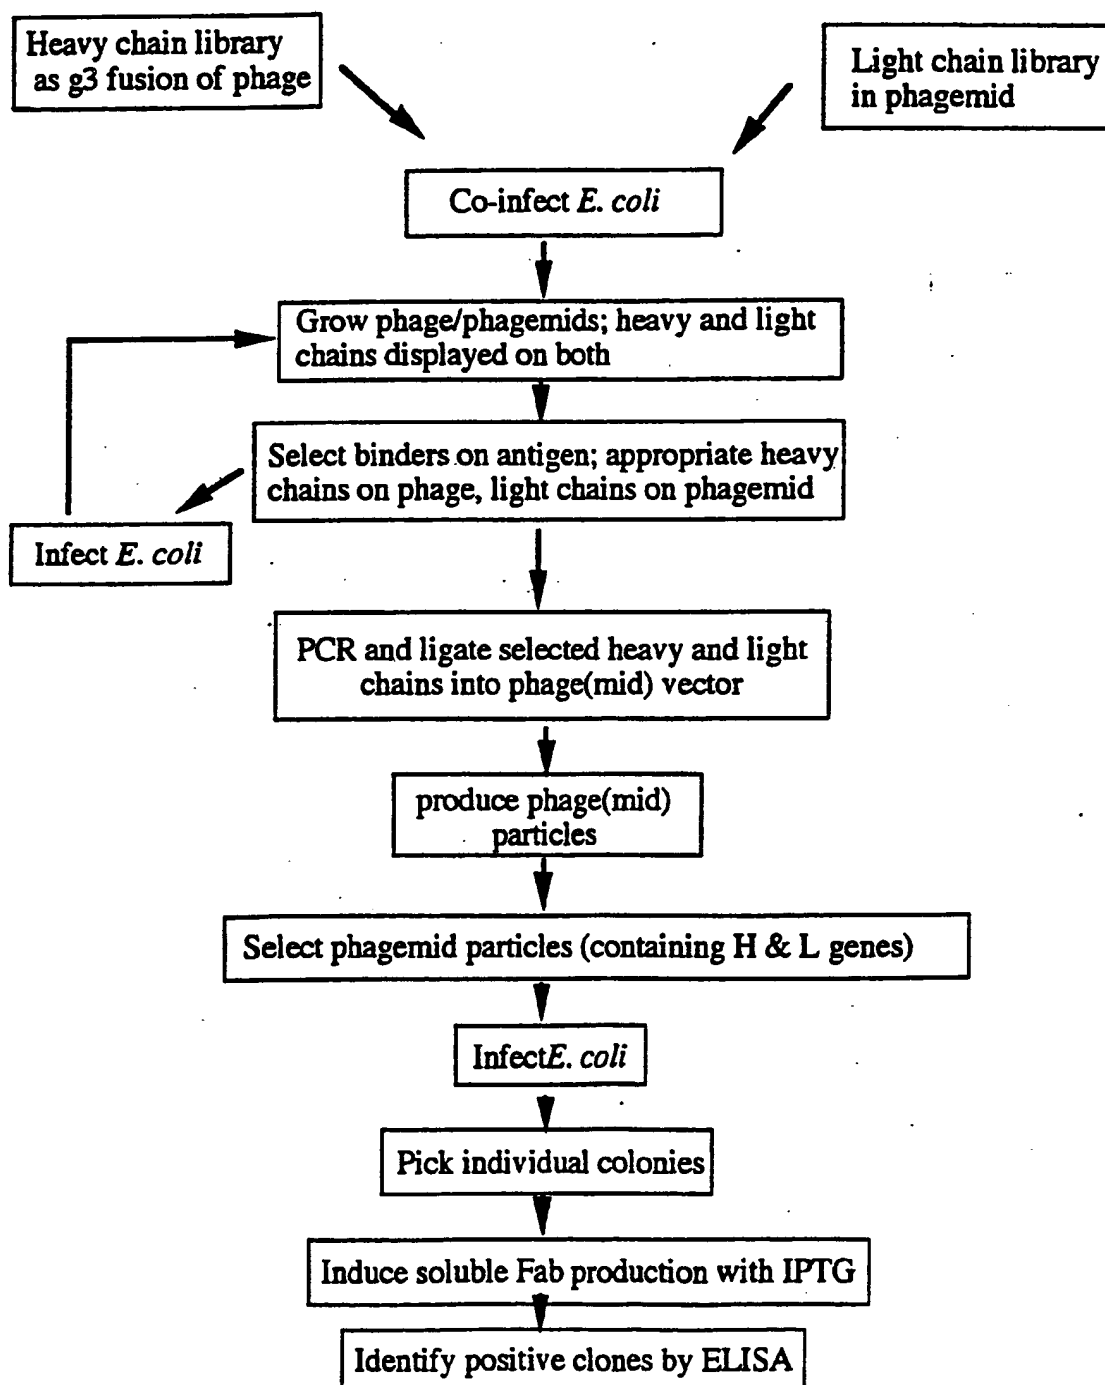 Heavy chain library
as g3 fusion of phage
Light chain library
in phagemid
Co-infect E. coli
Grow phage/phagemids; heavy and light
chains displayed on both
Select binders on antigen; appropriate heavy
chains on phage, light chains on phagemid
Infect E. coli
PCR and ligate selected heavy and light
chains into phage(mid) vector
produce phage(mid)
particles
Select phagemid particles (containing H & L genes)
InfectE. coli
Pick individual colonies
Induce soluble Fab production with IPTG
Identify positive clones by ELISA